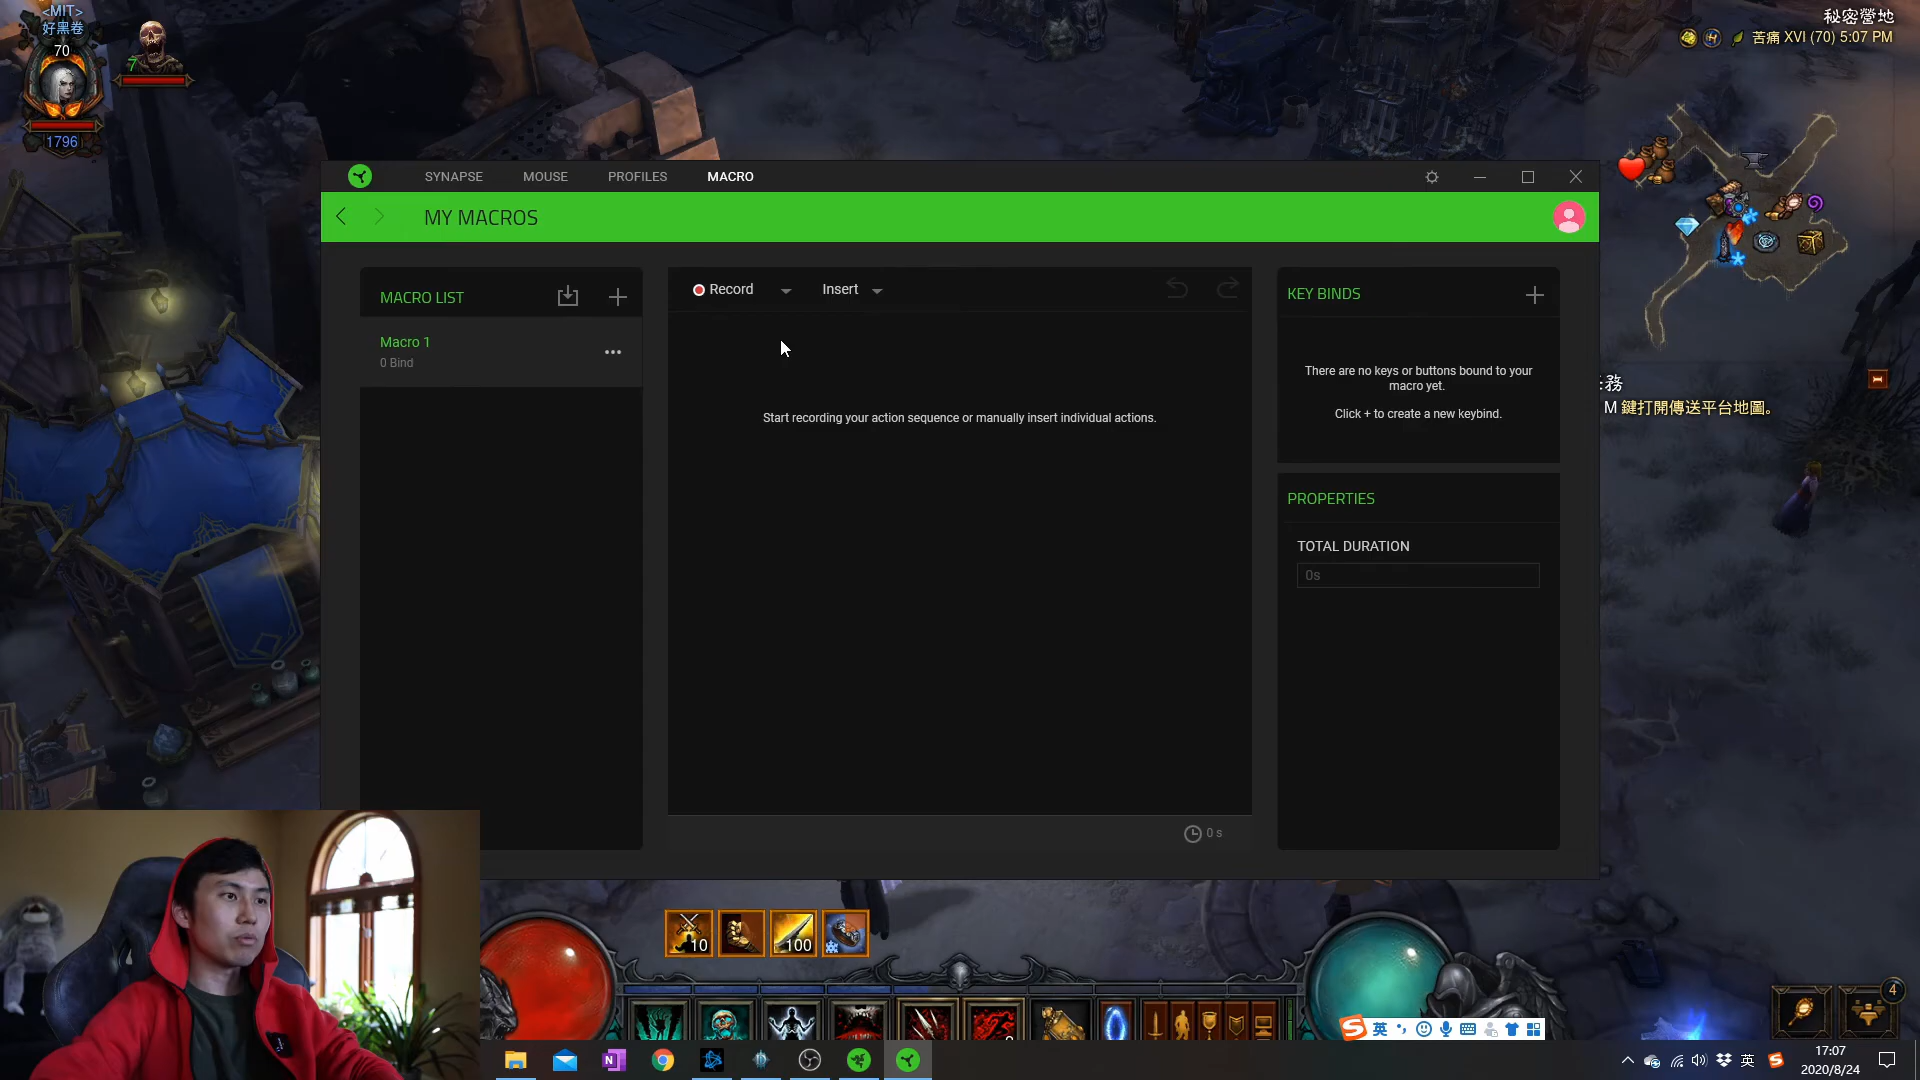 <MIT>
好黑卷
70
7
1796
秘密營地
苦痛 XVI (70) 5:07 PM
SYNAPSE
MOUSE
PROFILES
MACRO
MY MACROS
MACRO LIST
Macro 1
0 Bind
Record
Insert
Start recording your action sequence or manually insert individual actions.
0 s
KEY BINDS
There are no keys or buttons bound to your
macro yet.
Click + to create a new keybind.
PROPERTIES
TOTAL DURATION
0s
務
M 鍵打開傳送平台地圖。
10
100
4
英
英
17:07
2020/8/24